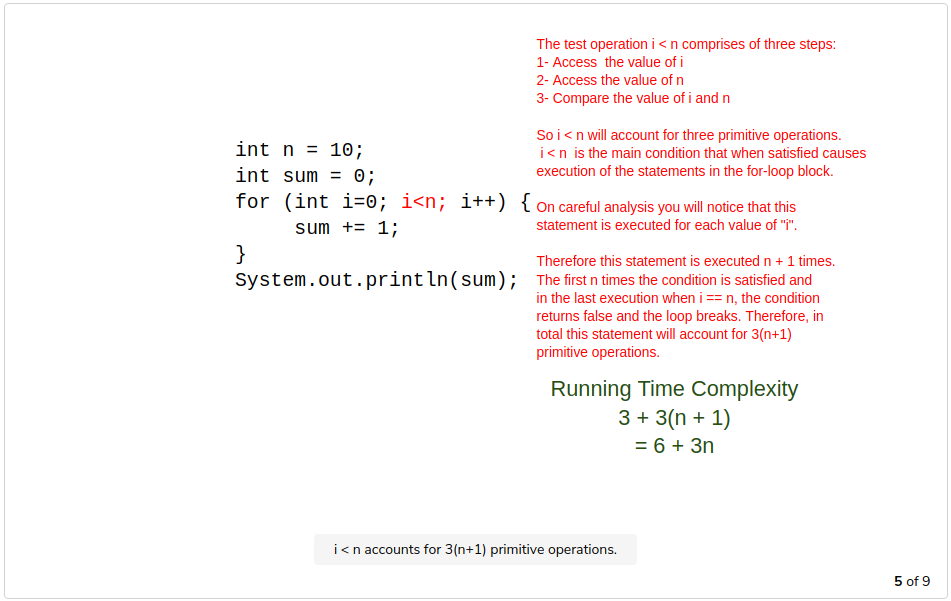 The test operation i < n comprises of three steps:
1- Access  the value of i
2- Access the value of n
3- Compare the value of i and n
So i < n will account for three primitive operations.
i < n  is the main condition that when satisfied causes
execution of the statements in the for-loop block.
On careful analysis you will notice that this
statement is executed for each value of "i".
Therefore this statement is executed n + 1 times.
The first n times the condition is satisfied and
in the last execution when i == n, the condition
returns false and the loop breaks. Therefore, in
total this statement will account for 3(n+1)
primitive operations.
int n = 10;
int sum = 0;
for (int i=0; i<n; i++) {
     sum += 1;
}
System.out.println(sum);
Running Time Complexity
3 + 3(n + 1)
= 6 + 3n
i < n accounts for 3(n+1) primitive operations.
5 of 9